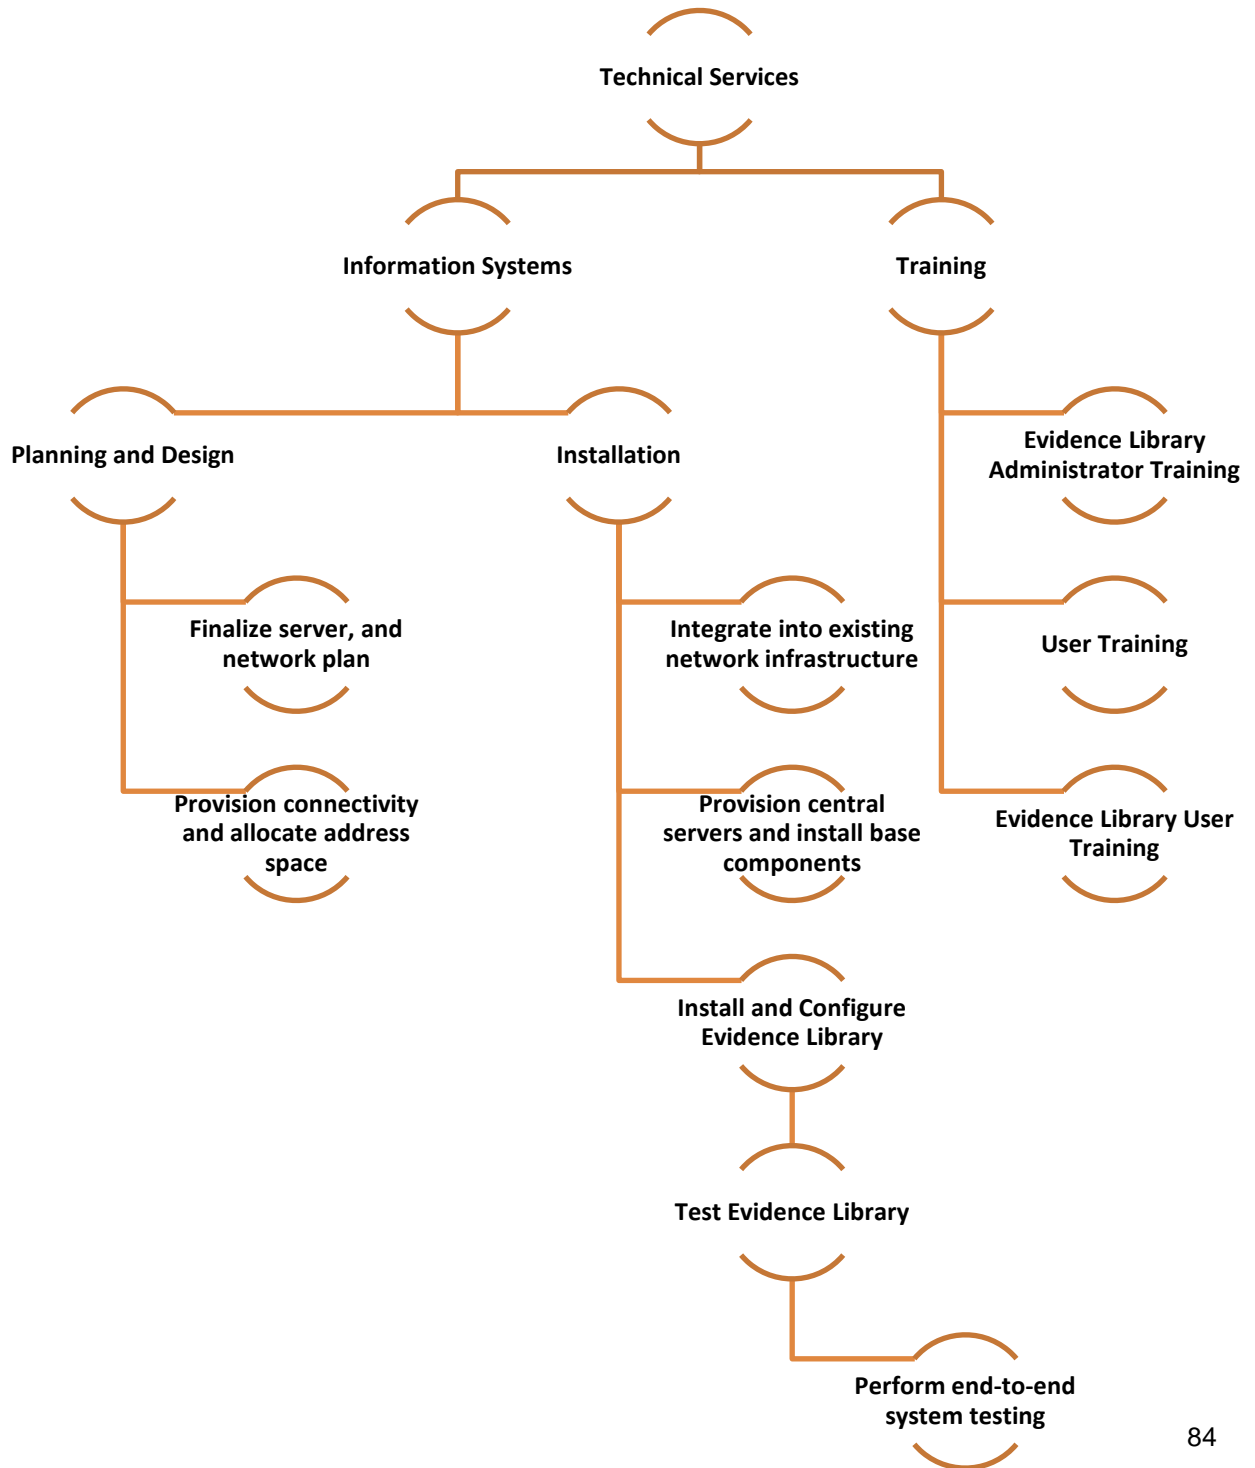 Technical Services
Information Systems
Training
Planning and Design
Installation
Evidence Library
Administrator Training
Finalize server, and
network plan
Integrate into existing
network infrastructure
User Training
Provision connectivity
and allocate address
space
Provision central
servers and install base
components
Evidence Library User
Training
Install and Configure
Evidence Library
Test Evidence Library
Perform end-to-end
system testing
84